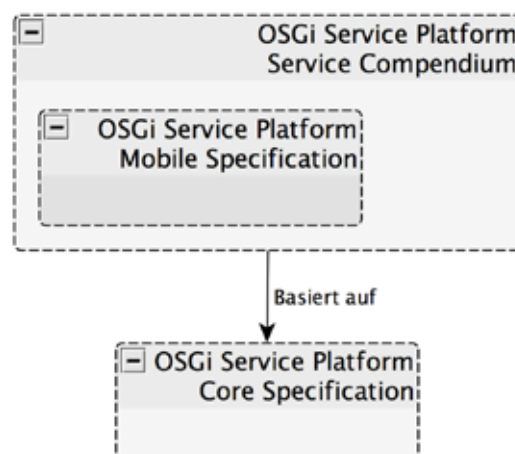 OSGi Service Platform
Service Compendium
OSGi Service Platform
Mobile Specification
Basiert auf
OSGi Service Platform
Core Specification